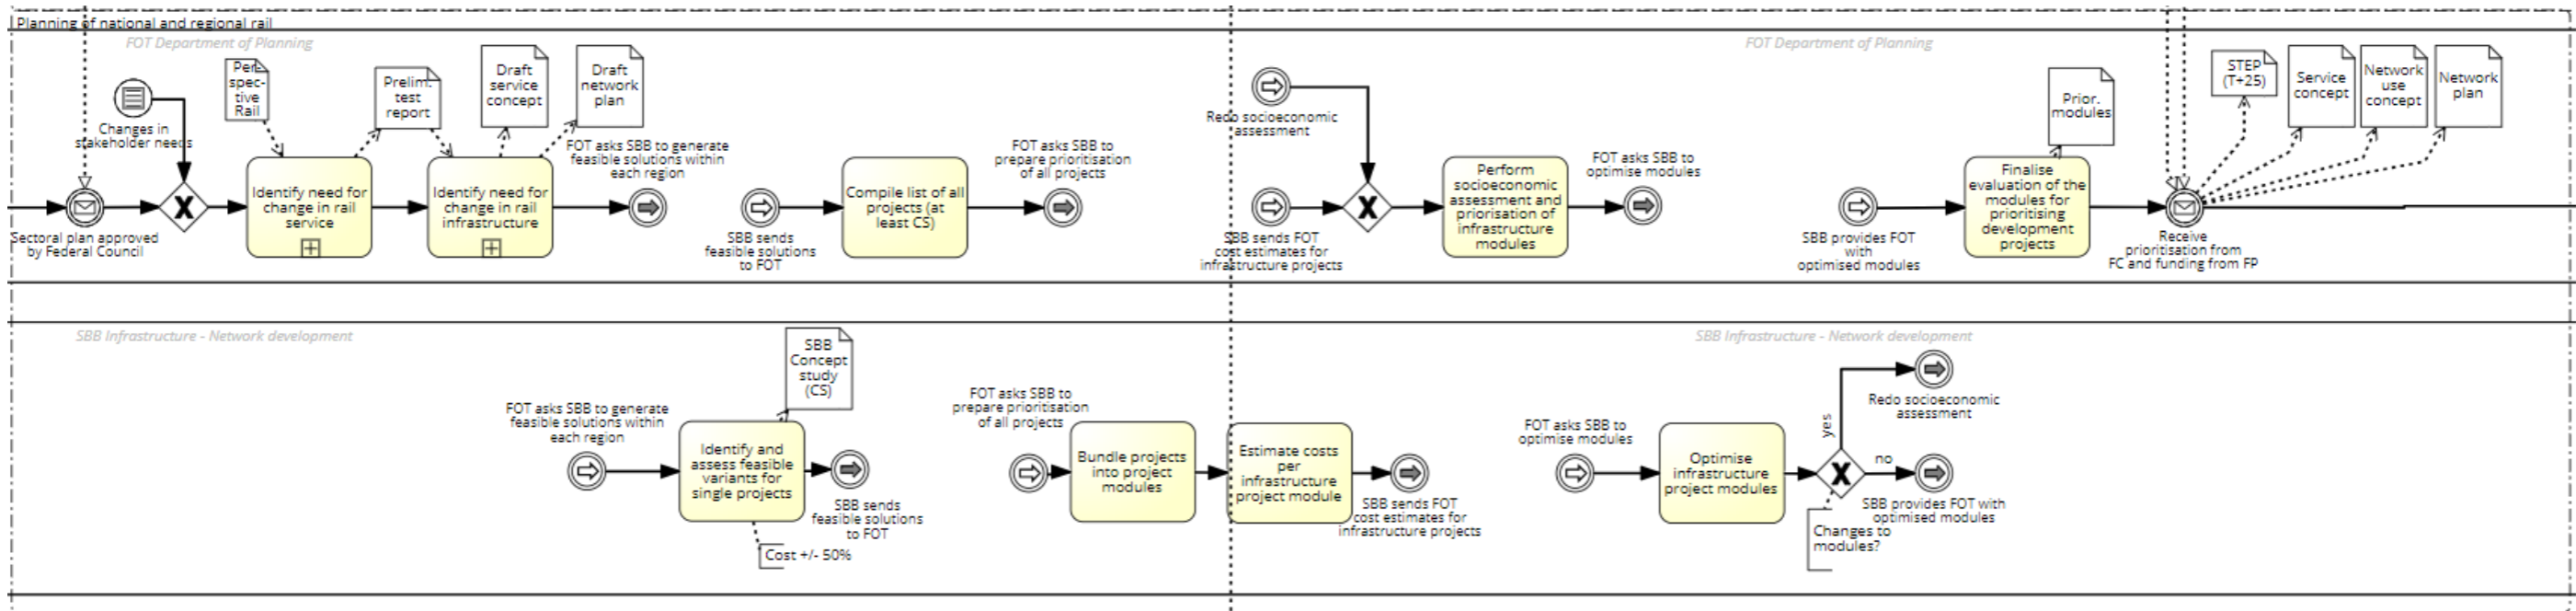 Planning of national and regional rail
FOT Department of Planning
FOT Department of Planning
Changes in
stakeholder needs
Sectoral plan approved
by Federal Council
X
Per-
spec-
tive
Rail
Identify need for
change in rail
service
Prelim.
test
report
Identify need for
change in rail
infrastructure
Draft
service
concept
Draft
network
plan
FOT asks SBB to generate
feasible solutions within
each region
SBB sends
feasible solutions
to FOT
Compile list of all
projects (at
least CS)
FOT asks SBB to
prepare prioritisation
of all projects
Redo socioeconomic
assessment
SBB sends FOT
cost estimates for
infrastructure projects
X
Perform
socioeconomic
assessment and
priorisation of
infrastructure
modules
FOT asks SBB to
optimise modules
SBB provides FOT
with
optimised modules
Finalise
evaluation of the
modules for
prioritising
development
projects
Prior.
modules
Receive
prioritisation from
FC and funding from FP
STEP
(T+25)
Service
concept
Network
use
concept
Network
plan
SBB Infrastructure - Network development
SBB Infrastructure - Network development
FOT asks SBB to generate
feasible solutions within
each region
Identify and
assess feasible
variants for
single projects
SBB
Concept
study
(CS)
Cost +/- 50%
SBB sends
feasible solutions
to FOT
FOT asks SBB to
prepare prioritisation
of all projects
Bundle projects
into project
modules
Estimate costs
per
infrastructure
project module
SBB sends FOT
cost estimates for
infrastructure projects
FOT asks SBB to
optimise modules
Optimise
infrastructure
project modules
X
yes
no
Changes to
modules?
Redo socioeconomic
assessment
SBB provides FOT with
optimised modules